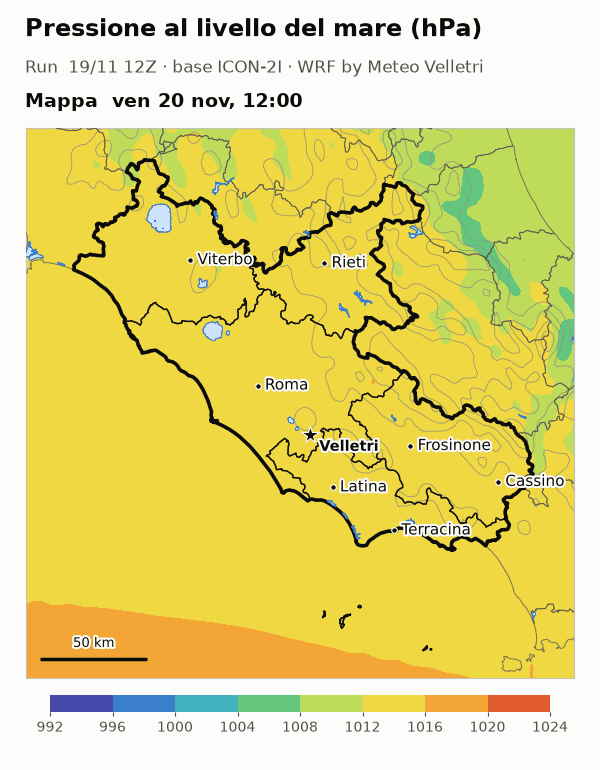 Pressione al livello del mare (hPa)
Run  19/11 12Z · base ICON-2I · WRF by Meteo Velletri
Mappa  ven 20 nov, 12:00
Viterbo
Rieti
Roma
Velletri
Frosinone
Cassino
Latina
Terracina
50 km
992 996 1000 1004 1008 1012 1016 1020 1024